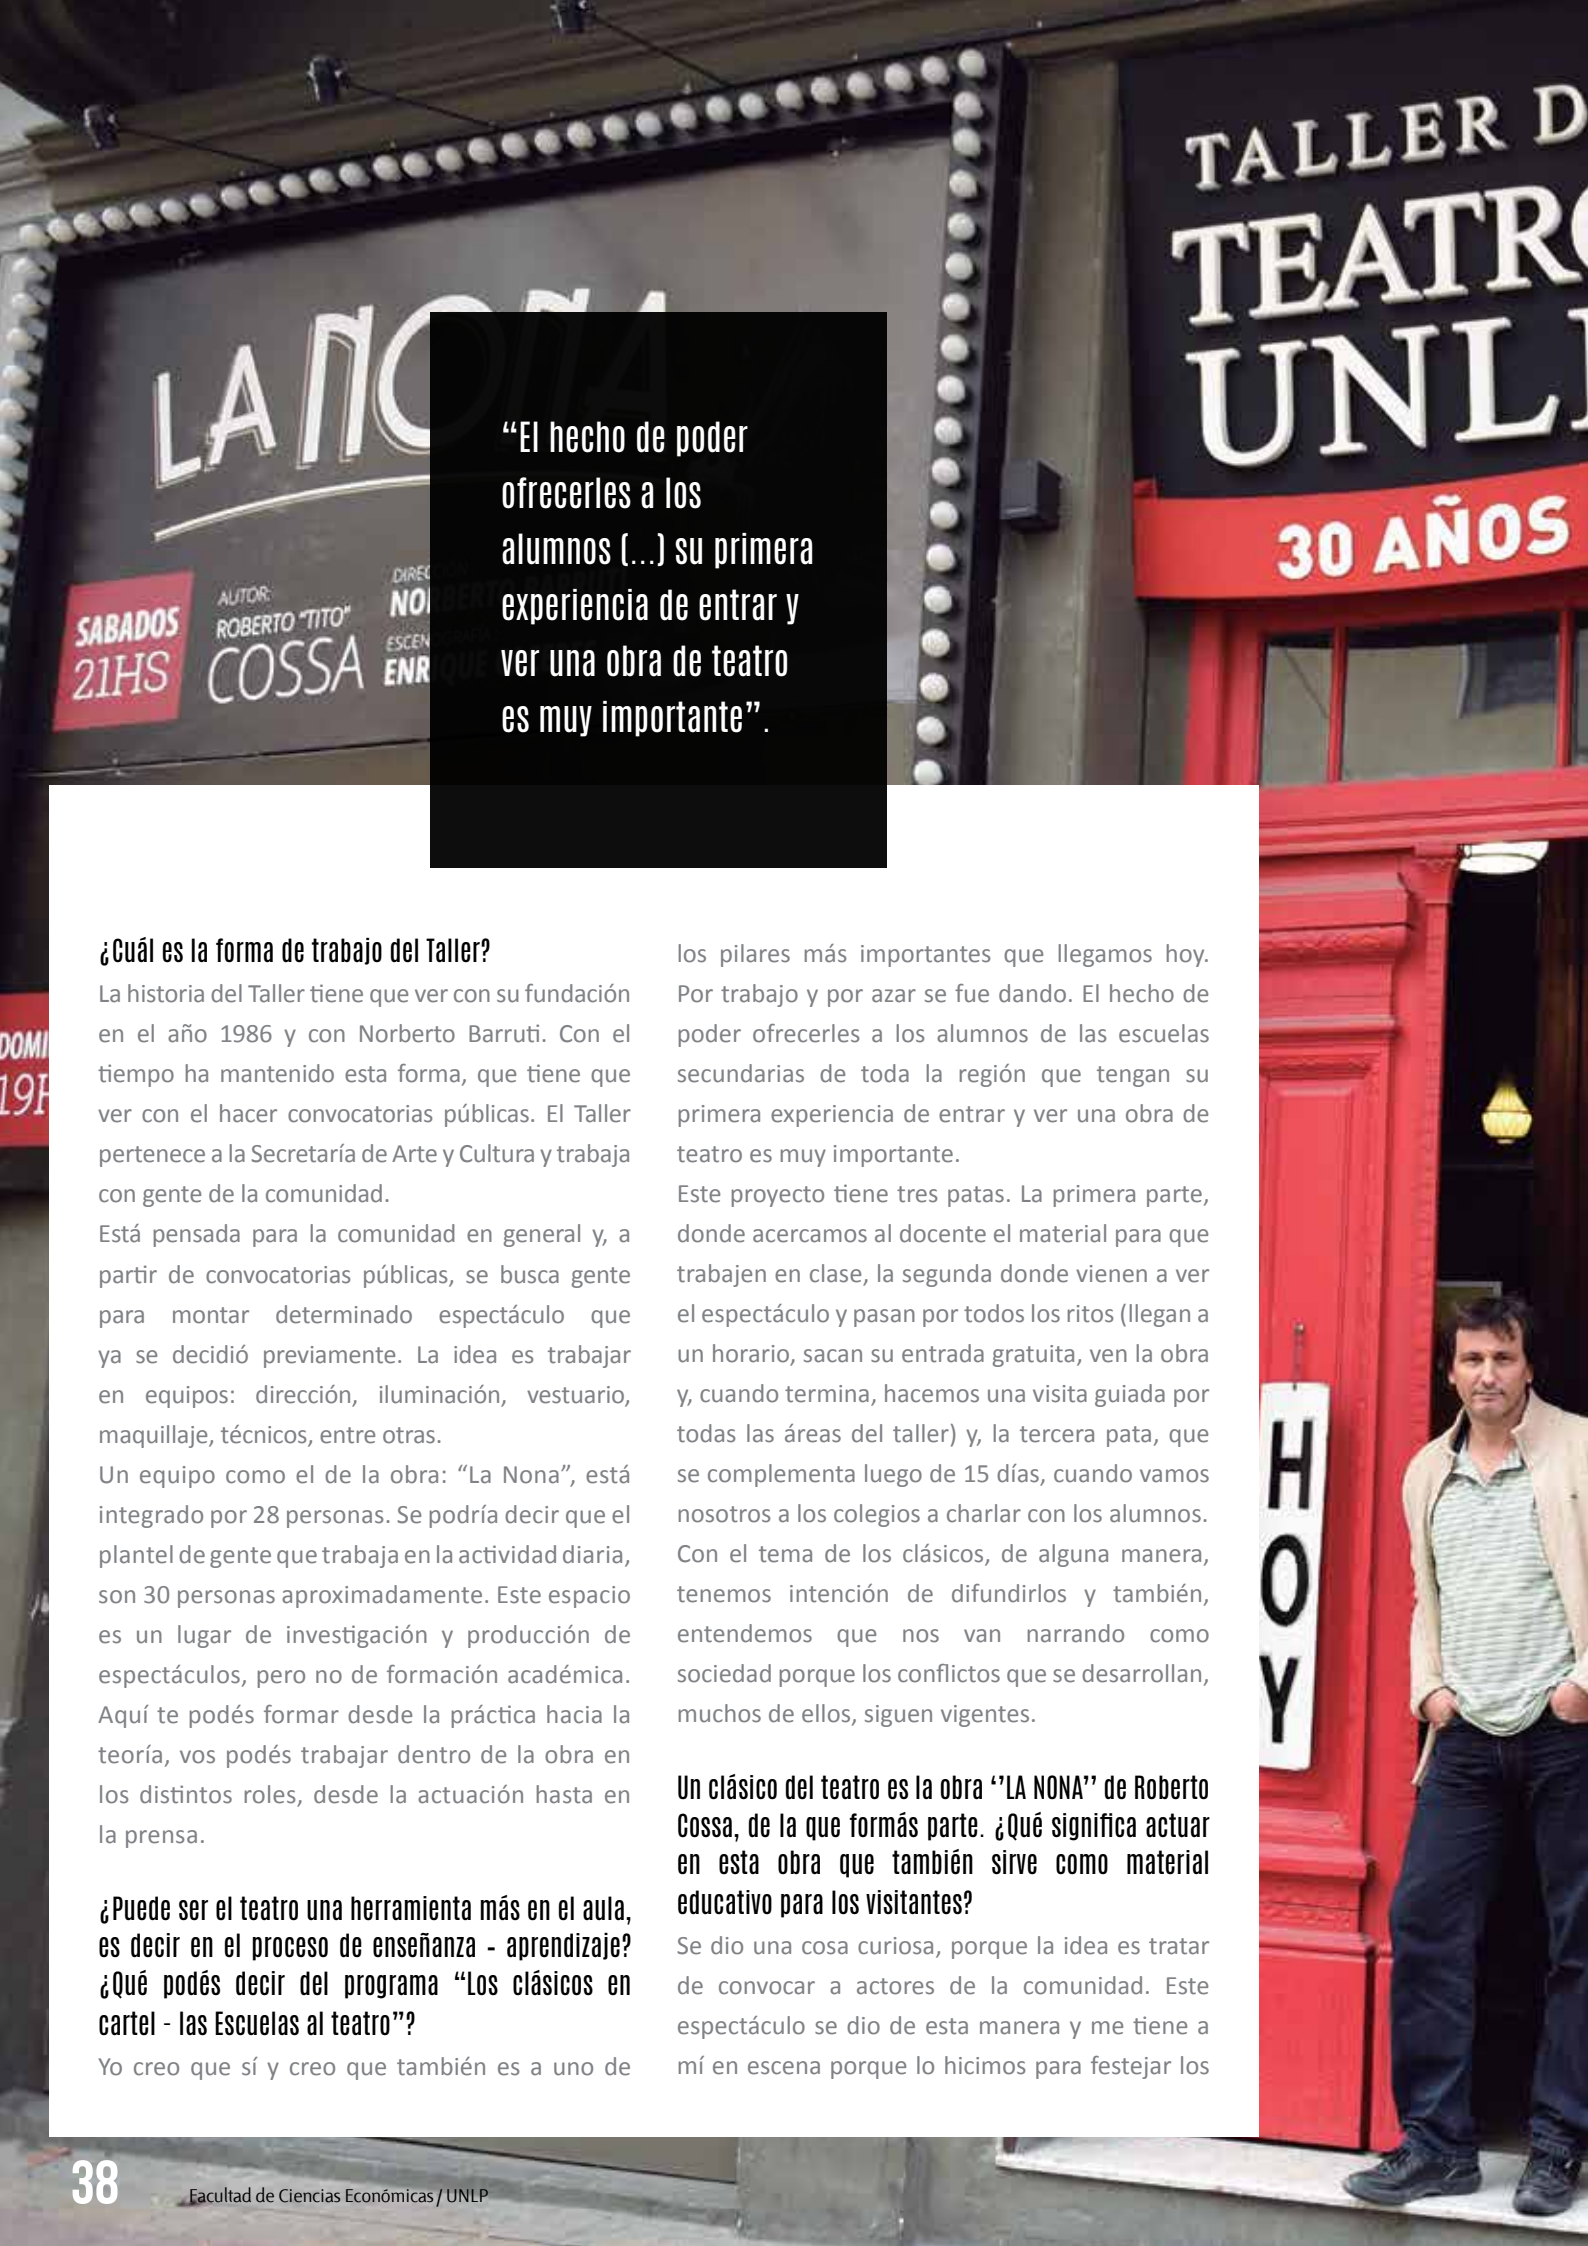 TALLER D
TEATRO
UNL
30 AÑOS
LA NONA
SABADOS
21HS
AUTOR:
ROBERTO "TITO"
COSSA
“El hecho de poder
ofrecerles a los
alumnos (...) su primera
experiencia de entrar y
ver una obra de teatro
es muy importante”.
¿Cuál es la forma de trabajo del Taller?
La historia del Taller tiene que ver con su fundación
en el año 1986 y con Norberto Barruti. Con el
tiempo ha mantenido esta forma, que tiene que
ver con el hacer convocatorias públicas. El Taller
pertenece a la Secretaría de Arte y Cultura y trabaja
con gente de la comunidad.
Está pensada para la comunidad en general y, a
partir de convocatorias públicas, se busca gente
para montar determinado espectáculo que
ya se decidió previamente. La idea es trabajar
en equipos: dirección, iluminación, vestuario,
maquillaje, técnicos, entre otras.
Un equipo como el de la obra: “La Nona”, está
integrado por 28 personas. Se podría decir que el
plantel de gente que trabaja en la actividad diaria,
son 30 personas aproximadamente. Este espacio
es un lugar de investigación y producción de
espectáculos, pero no de formación académica.
Aquí te podés formar desde la práctica hacia la
teoría, vos podés trabajar dentro de la obra en
los distintos roles, desde la actuación hasta en
la prensa.
¿Puede ser el teatro una herramienta más en el aula,
es decir en el proceso de enseñanza - aprendizaje?
¿Qué podés decir del programa “Los clásicos en
cartel - las Escuelas al teatro”?
Yo creo que sí y creo que también es a uno de
los pilares más importantes que llegamos hoy.
Por trabajo y por azar se fue dando. El hecho de
poder ofrecerles a los alumnos de las escuelas
secundarias de toda la región que tengan su
primera experiencia de entrar y ver una obra de
teatro es muy importante.
Este proyecto tiene tres patas. La primera parte,
donde acercamos al docente el material para que
trabajen en clase, la segunda donde vienen a ver
el espectáculo y pasan por todos los ritos (llegan a
un horario, sacan su entrada gratuita, ven la obra
y, cuando termina, hacemos una visita guiada por
todas las áreas del taller) y, la tercera pata, que
se complementa luego de 15 días, cuando vamos
nosotros a los colegios a charlar con los alumnos.
Con el tema de los clásicos, de alguna manera,
tenemos intención de difundirlos y también,
entendemos que nos van narrando como
sociedad porque los conflictos que se desarrollan,
muchos de ellos, siguen vigentes.
Un clásico del teatro es la obra ‘’LA NONA’’ de Roberto
Cossa, de la que formás parte. ¿Qué significa actuar
en esta obra que también sirve como material
educativo para los visitantes?
Se dio una cosa curiosa, porque la idea es tratar
de convocar a actores de la comunidad. Este
espectáculo se dio de esta manera y me tiene a
mí en escena porque lo hicimos para festejar los
DOMI
19H
HOY
38
Facultad de Ciencias Económicas / UNLP